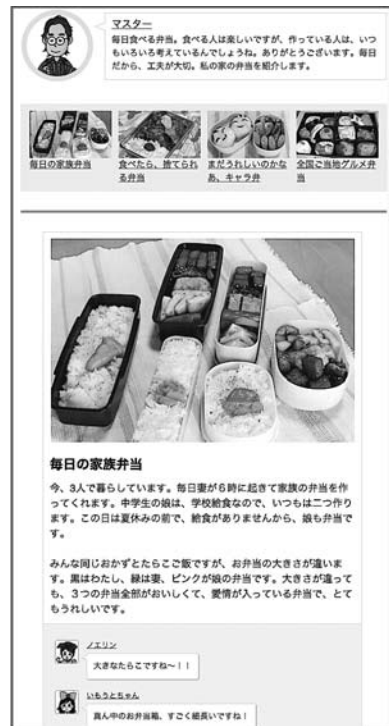 マスター
毎日食べる弁当。食べる人は楽しいですが、作っている人は、いつ
もいろいろ考えているんでしょうね。ありがとうございます。毎日
だから、工夫が大切。私の家の弁当を紹介します。
毎日の家族弁当
食べたら、捨てられ
る弁当
まだうれしいのかな
あ、キャラ弁
全国ご当地グルメ弁
当
毎日の家族弁当
今、3人で暮らしています。毎日妻が６時に起きて家族の弁当を作
ってくれます。中学生の娘は、学校給食なので、いつもは二つ作り
ます。この日は夏休みの前で、給食がありませんから、娘も弁当で
す。
みんな同じおかずとたらこご飯ですが、お弁当の大きさが違いま
す。黒はわたし、緑は妻、ピンクが娘の弁当です。大きさが違って
も、３つの弁当全部がおいしくて、愛情が入っている弁当で、とて
もうれしいです。
ノエリン
大きなたらこですね〜！！
いもうとちゃん
真ん中のお弁当箱、すごく細長いですね！